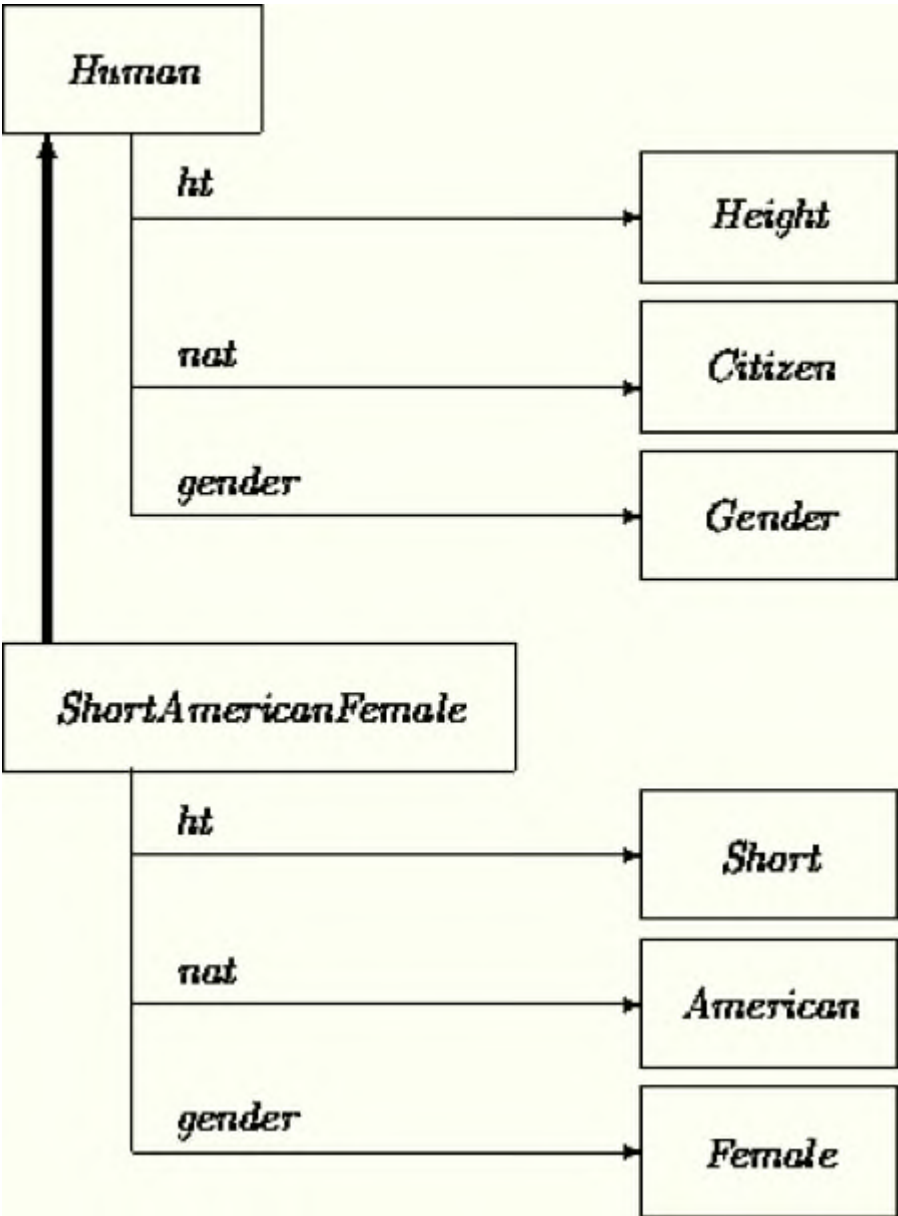 Human
ht
Height
nat
Citizen
gender
Gender
ShortAmericanFemale
ht
Short
nat
American
gender
Female